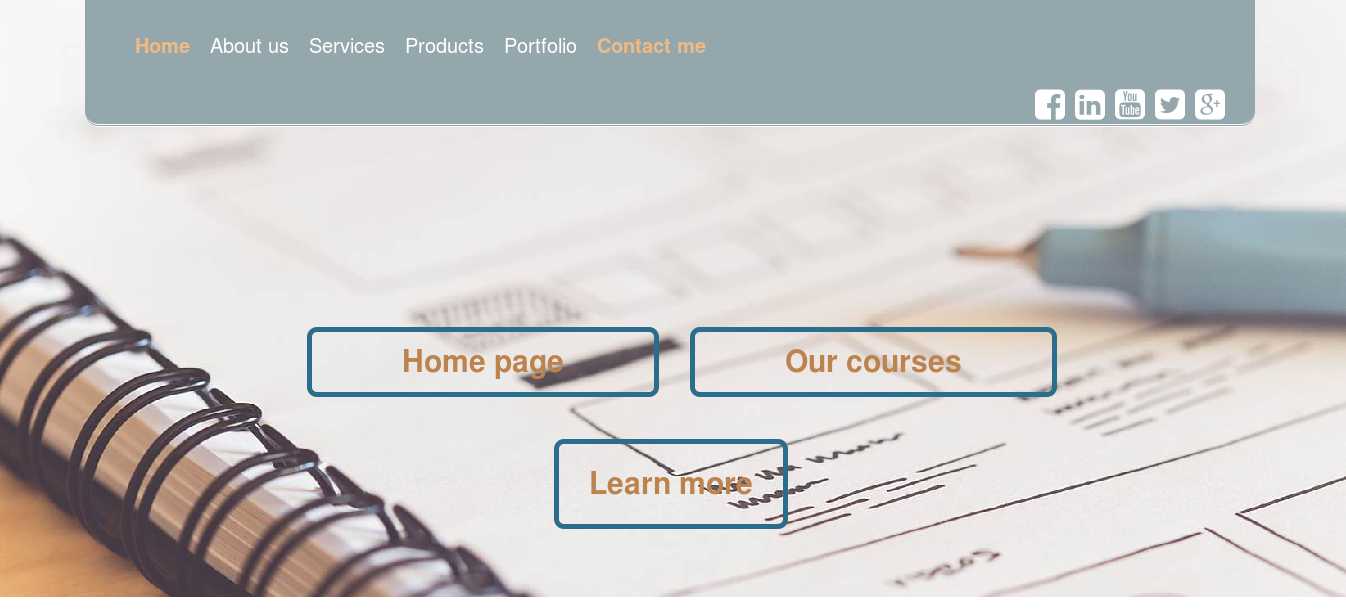 Home About us Services Products Portfolio Contact me
You
Tube
g+
Home page Our courses
Learn more